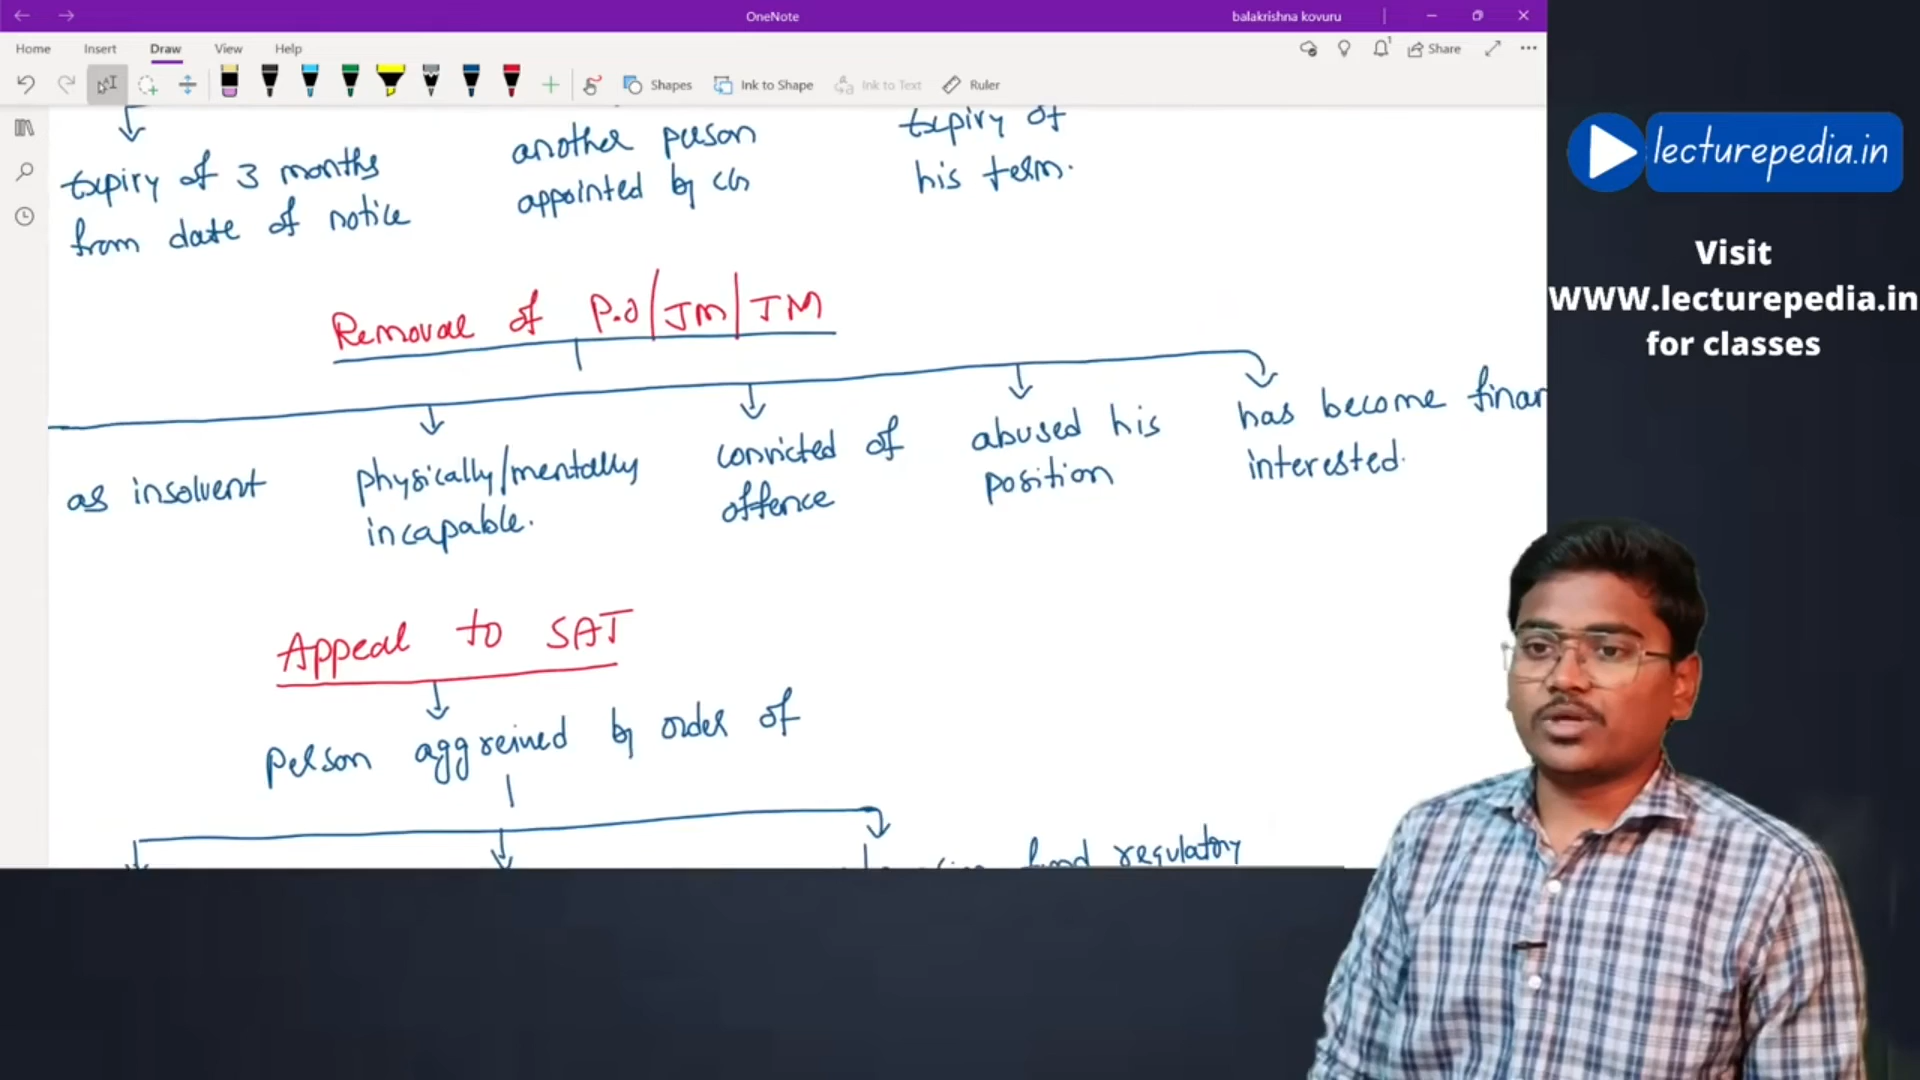 OneNote
balakrishna kovuru
Home Insert Draw View Help
1
Share
Shapes
Ink to Shape
Ink to Text
Ruler
Expiry of 3 months
from date of notice
another person
appointed by CG
Expiry of
his term.
Removal of P.O/JM/TM
as insolvent
physically/mentally
incapable.
convicted of
offence
abused his
position
has become finan
interested.
Appeal to SAT
Person aggreived by order of
fund regulatory
lecturepedia.in
Visit
WWW.lecturepedia.in
for classes